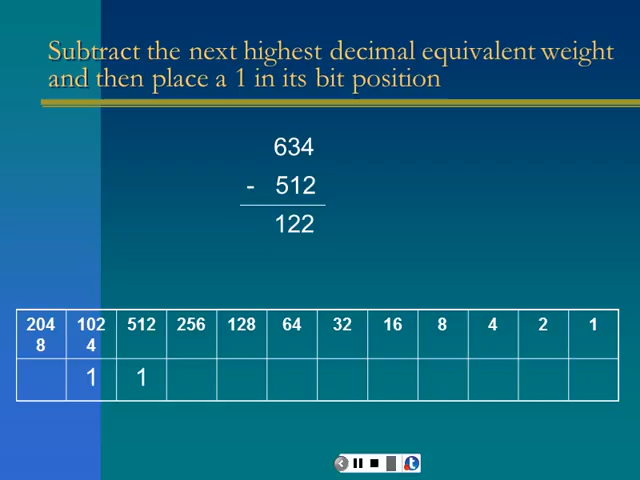 Subtract the next highest decimal equivalent weight
and then place a 1 in its bit position
634
- 512
122
204 102 512 256 128 64 32 16 8 4 2 1
8 4
1 1
t